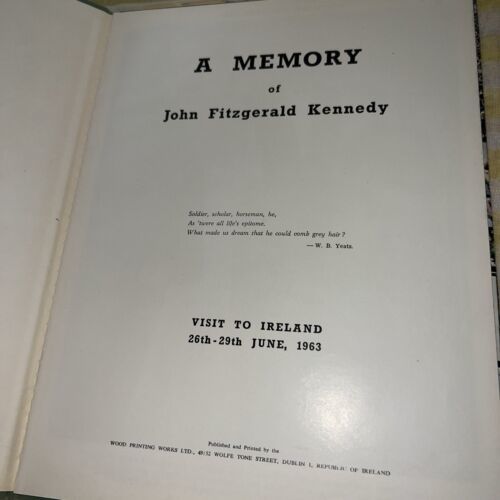 A MEMORY
of
John Fitzgerald Kennedy
Soldier, scholar, horseman, he,
As 'twere all life's epitome,
What made us dream that he could comb grey hair?
— W. B. Yeats.
VISIT TO IRELAND
26th-29th JUNE, 1963
Published and Printed by the
WOOD PRINTING WORKS LTD., 49/52 WOLFE TONE STREET, DUBLIN 1, REPUBLIC OF IRELAND